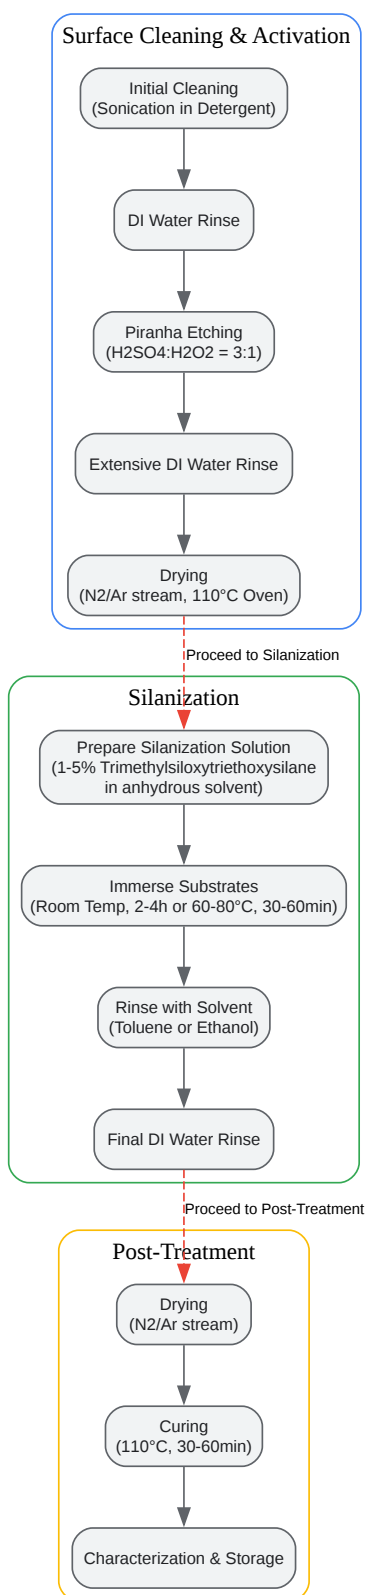 Surface Cleaning & Activation
Initial Cleaning
(Sonication in Detergent)
DI Water Rinse
Piranha Etching
(H2SO4:H2O2 = 3:1)
Extensive DI Water Rinse
Drying
(N2/Ar stream, 110°C Oven)
Proceed to Silanization
Silanization
Prepare Silanization Solution
(1-5% Trimethylsiloxytriethoxysilane
in anhydrous solvent)
Immerse Substrates
(Room Temp, 2-4h or 60-80°C, 30-60min)
Rinse with Solvent
(Toluene or Ethanol)
Final DI Water Rinse
Proceed to Post-Treatment
Post-Treatment
Drying
(N2/Ar stream)
Curing
(110°C, 30-60min)
Characterization & Storage